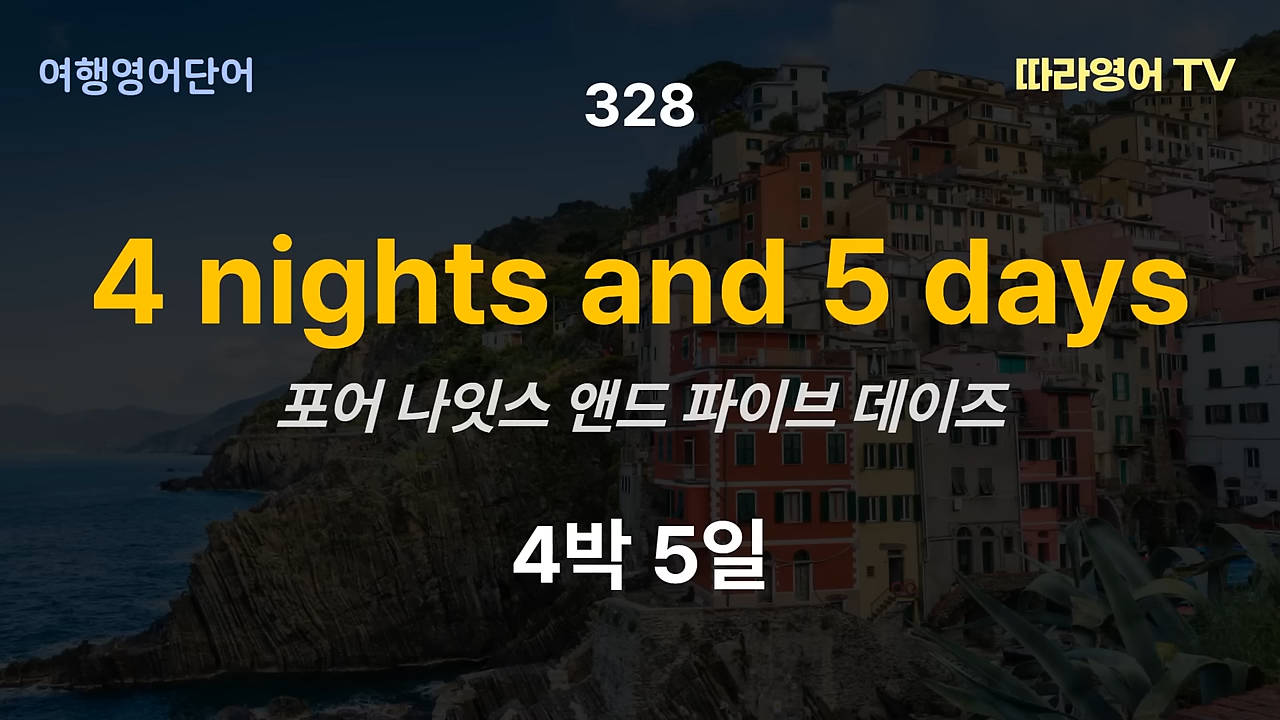 여행영어단어
따라영어 TV
328
4 nights and 5 days
포어 나잇스 앤드 파이브 데이즈
4박 5일